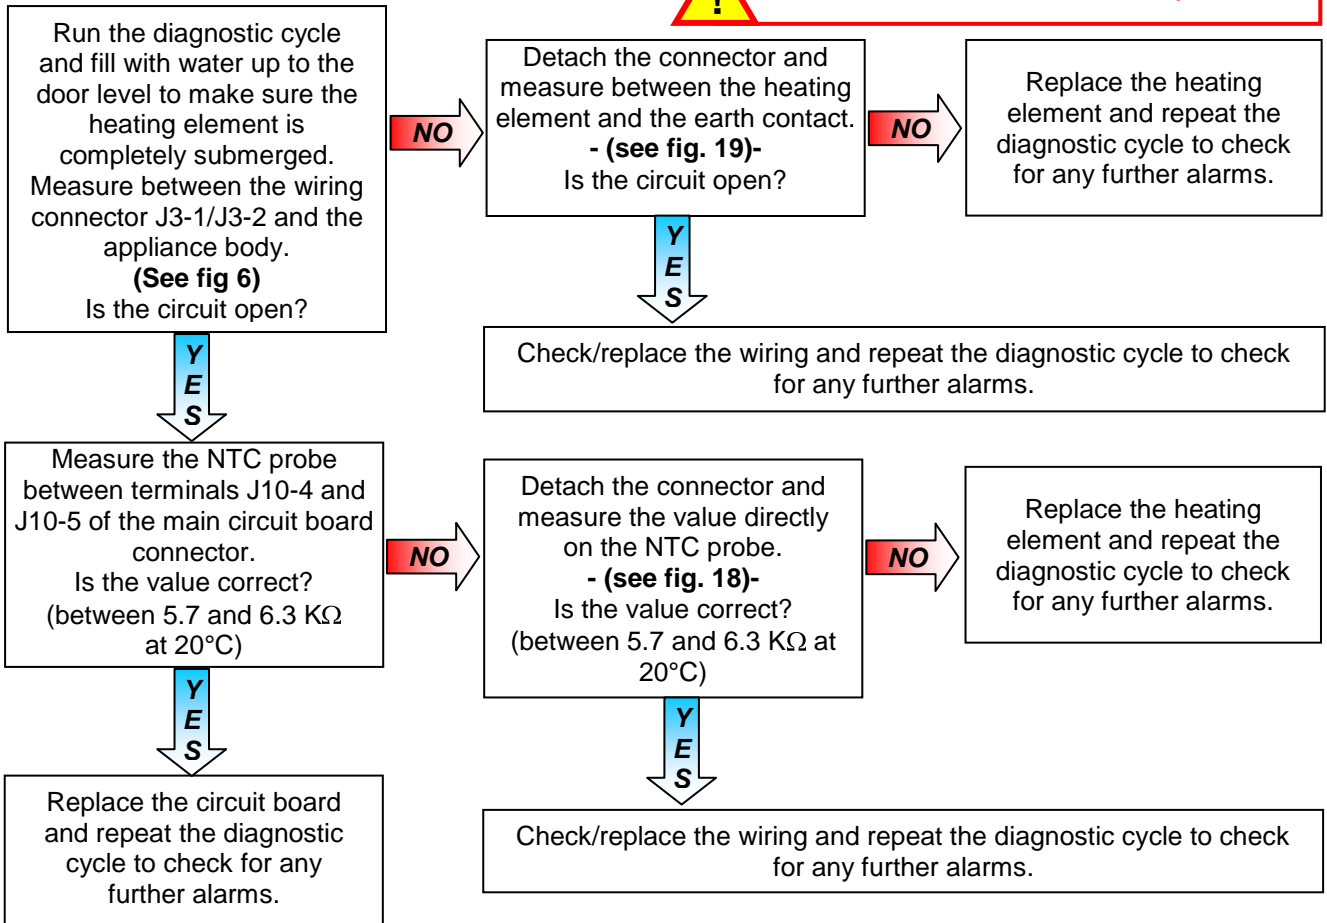 !
Run the diagnostic cycle
and fill with water up to the
door level to make sure the
heating element is
completely submerged.
Measure between the wiring
connector J3-1/J3-2 and the
appliance body.
(See fig 6)
Is the circuit open?
NO
Detach the connector and
measure between the heating
element and the earth contact.
- (see fig. 19)-
Is the circuit open?
NO
Replace the heating
element and repeat the
diagnostic cycle to check
for any further alarms.
Y
E
S
Check/replace the wiring and repeat the diagnostic cycle to check
for any further alarms.
Y
E
S
Measure the NTC probe
between terminals J10-4 and
J10-5 of the main circuit board
connector.
Is the value correct?
(between 5.7 and 6.3 KΩ
at 20°C)
NO
Detach the connector and
measure the value directly
on the NTC probe.
- (see fig. 18)-
Is the value correct?
(between 5.7 and 6.3 KΩ at
20°C)
NO
Replace the heating
element and repeat the
diagnostic cycle to check
for any further alarms.
Y
E
S
Check/replace the wiring and repeat the diagnostic cycle to check
for any further alarms.
Y
E
S
Replace the circuit board
and repeat the diagnostic
cycle to check for any
further alarms.